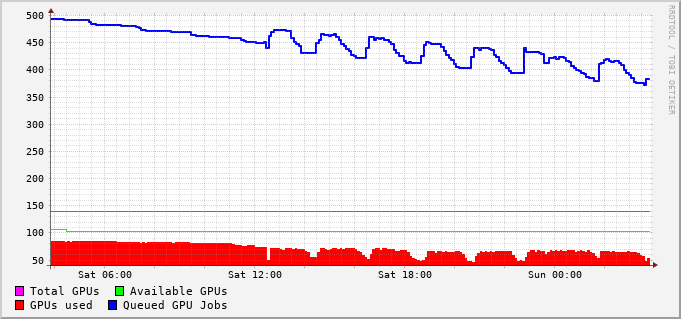 500
450
400
350
300
250
200
150
100
50
Sat 06:00 Sat 12:00 Sat 18:00 Sun 00:00
Total GPUs Available GPUs
GPUs used Queued GPU Jobs
RRDTOOL / TOBI OETIKER